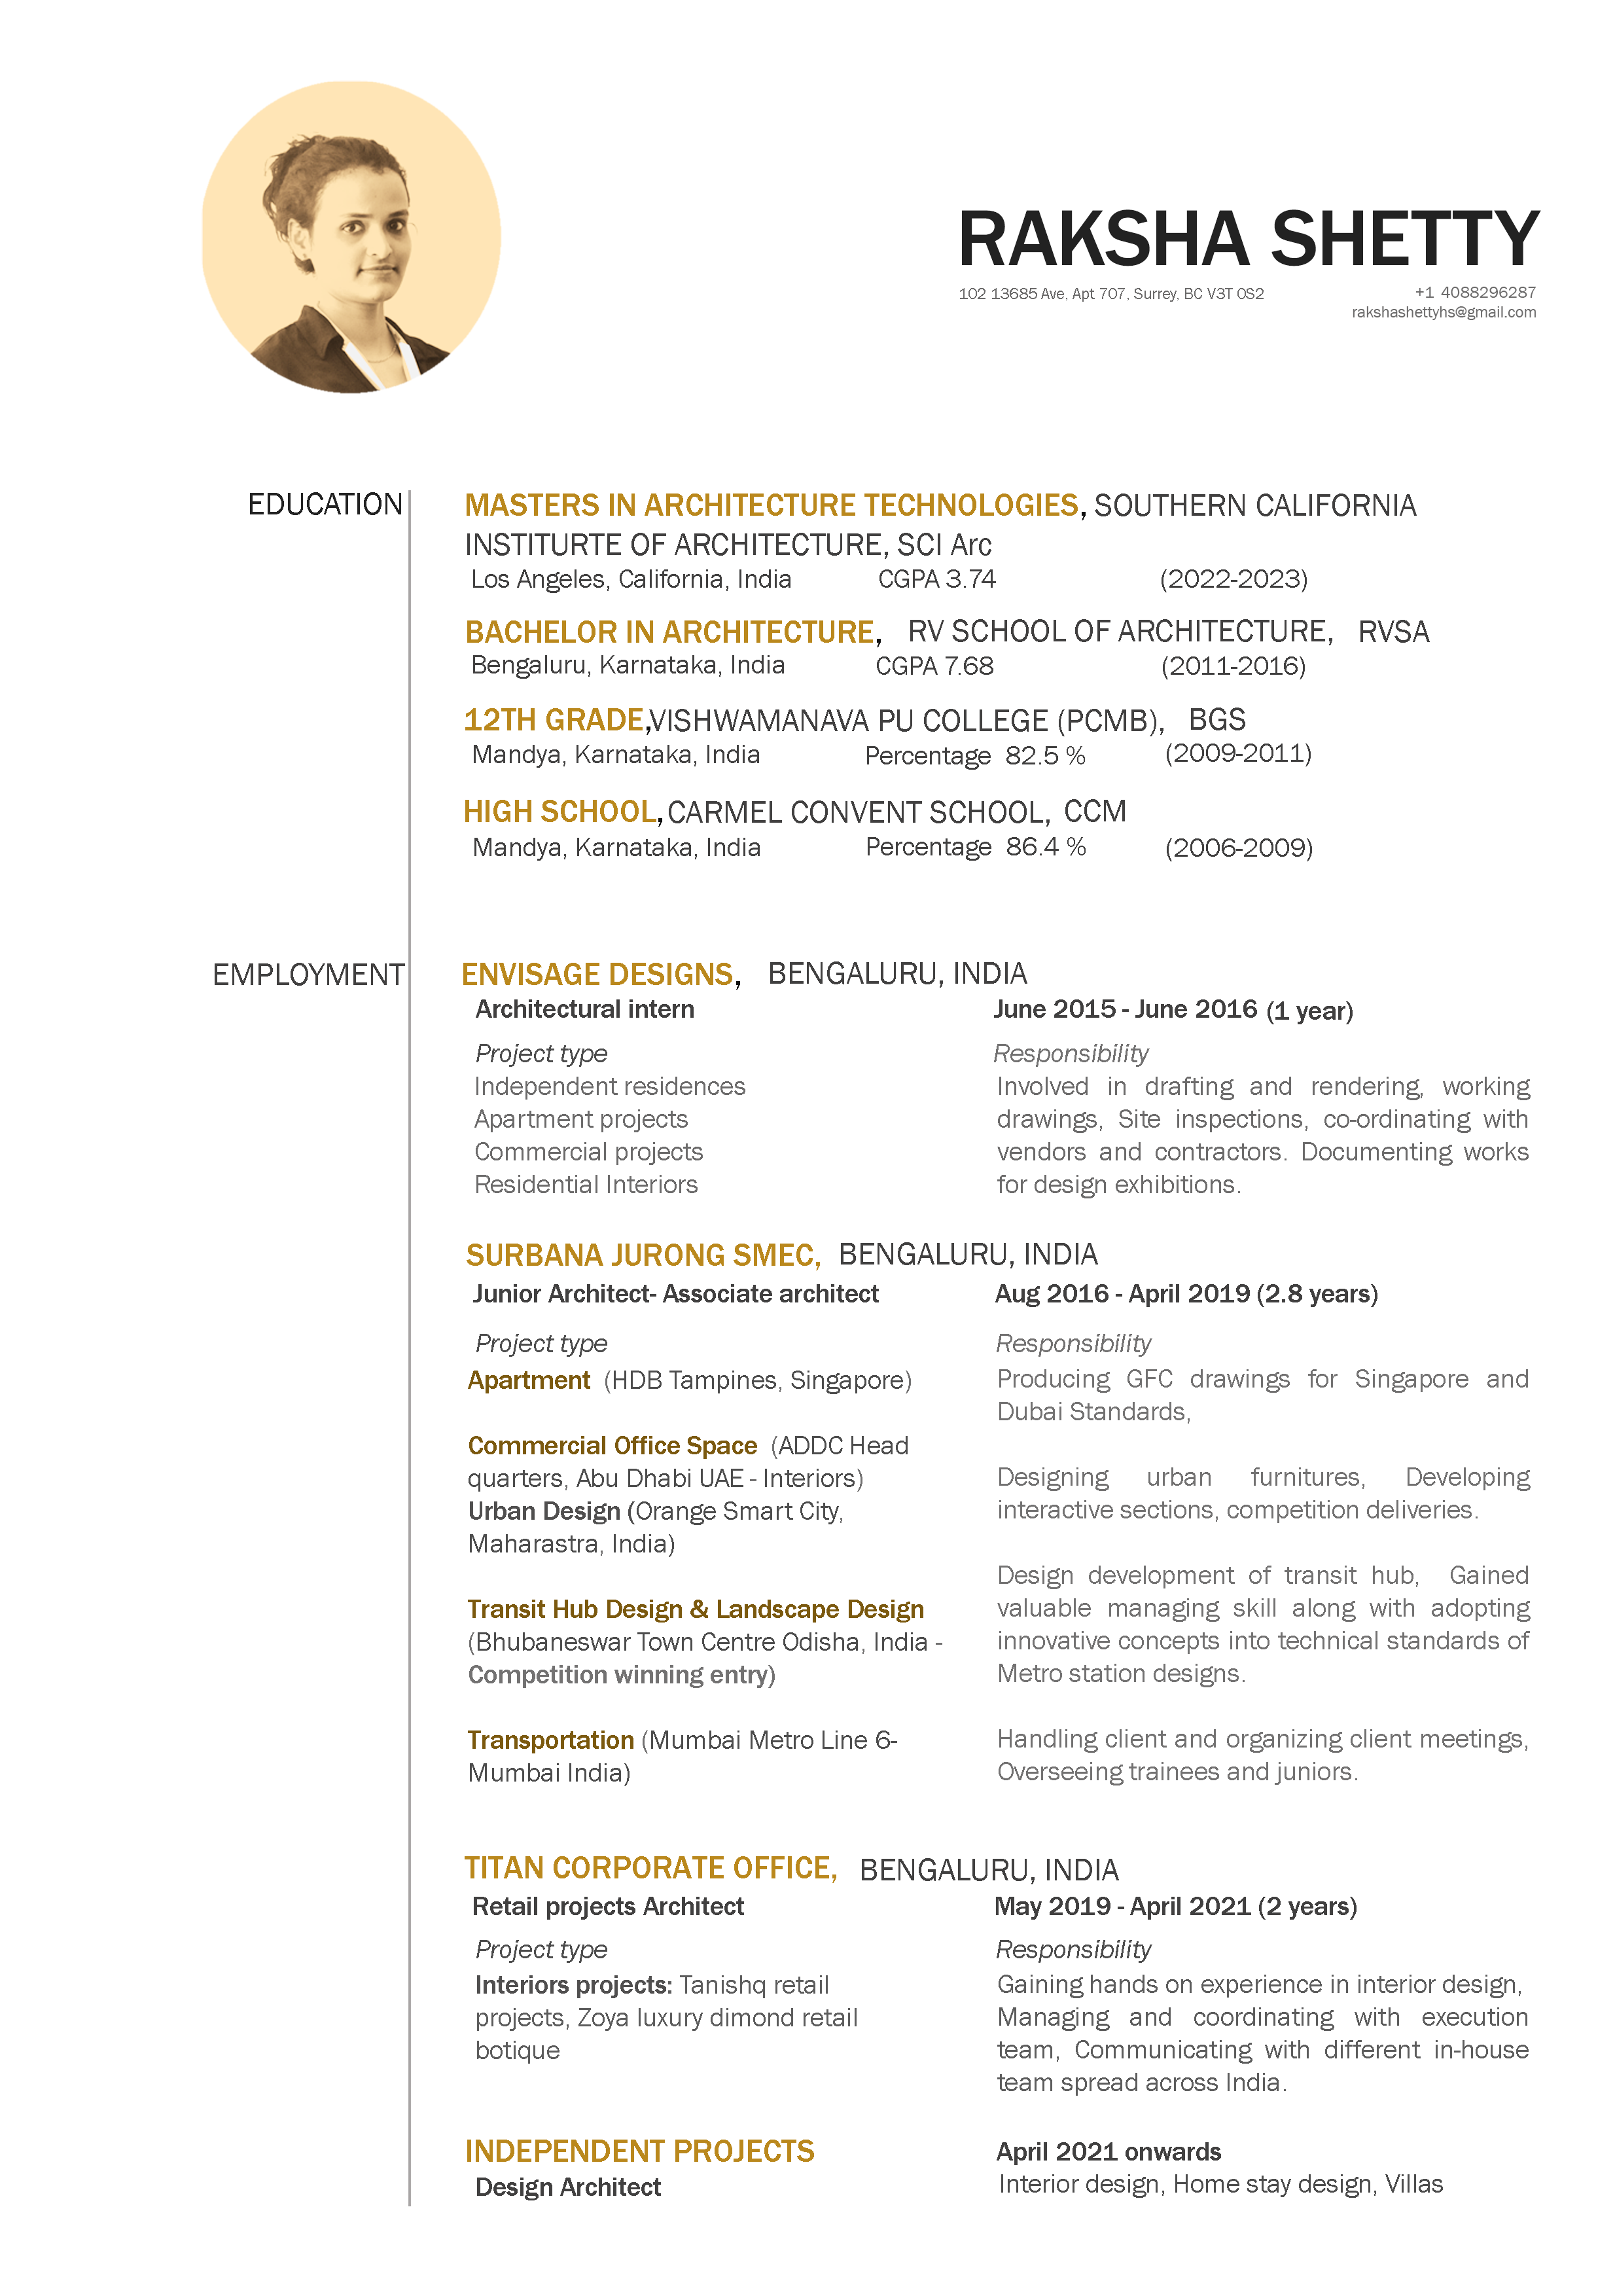 RAKSHA SHETTY
102 13685 Ave, Apt 707, Surrey, BC V3T 0S2
+1 4088296287
rakshashettyhs@gmail.com
EDUCATION
MASTERS IN ARCHITECTURE TECHNOLOGIES, SOUTHERN CALIFORNIA
INSTITURTE OF ARCHITECTURE, SCI Arc
Los Angeles, California, India CGPA 3.74 (2022-2023)
BACHELOR IN ARCHITECTURE, RV SCHOOL OF ARCHITECTURE, RVSA
Bengaluru, Karnataka, India CGPA 7.68 (2011-2016)
12TH GRADE,VISHWAMANAVA PU COLLEGE (PCMB), BGS
Mandya, Karnataka, India Percentage 82.5 % (2009-2011)
HIGH SCHOOL,CARMEL CONVENT SCHOOL, CCM
Mandya, Karnataka, India Percentage 86.4 % (2006-2009)
EMPLOYMENT
ENVISAGE DESIGNS, BENGALURU, INDIA
Architectural intern
June 2015 - June 2016 (1 year)
Project type
Independent residences
Apartment projects
Commercial projects
Residential Interiors
Responsibility
Involved in drafting and rendering, working
drawings, Site inspections, co-ordinating with
vendors and contractors. Documenting works
for design exhibitions.
SURBANA JURONG SMEC, BENGALURU, INDIA
Junior Architect- Associate architect
Aug 2016 - April 2019 (2.8 years)
Project type
Apartment (HDB Tampines, Singapore)
Commercial Office Space (ADDC Head
quarters, Abu Dhabi UAE - Interiors)
Urban Design (Orange Smart City,
Maharastra, India)
Transit Hub Design & Landscape Design
(Bhubaneswar Town Centre Odisha, India -
Competition winning entry)
Transportation (Mumbai Metro Line 6-
Mumbai India)
Responsibility
Producing GFC drawings for Singapore and
Dubai Standards,
Designing urban furnitures, Developing
interactive sections, competition deliveries.
Design development of transit hub, Gained
valuable managing skill along with adopting
innovative concepts into technical standards of
Metro station designs.
Handling client and organizing client meetings,
Overseeing trainees and juniors.
TITAN CORPORATE OFFICE, BENGALURU, INDIA
Retail projects Architect
May 2019 - April 2021 (2 years)
Project type
Interiors projects: Tanishq retail
projects, Zoya luxury dimond retail
botique
Responsibility
Gaining hands on experience in interior design,
Managing and coordinating with execution
team, Communicating with different in-house
team spread across India.
INDEPENDENT PROJECTS
Design Architect
April 2021 onwards
Interior design, Home stay design, Villas